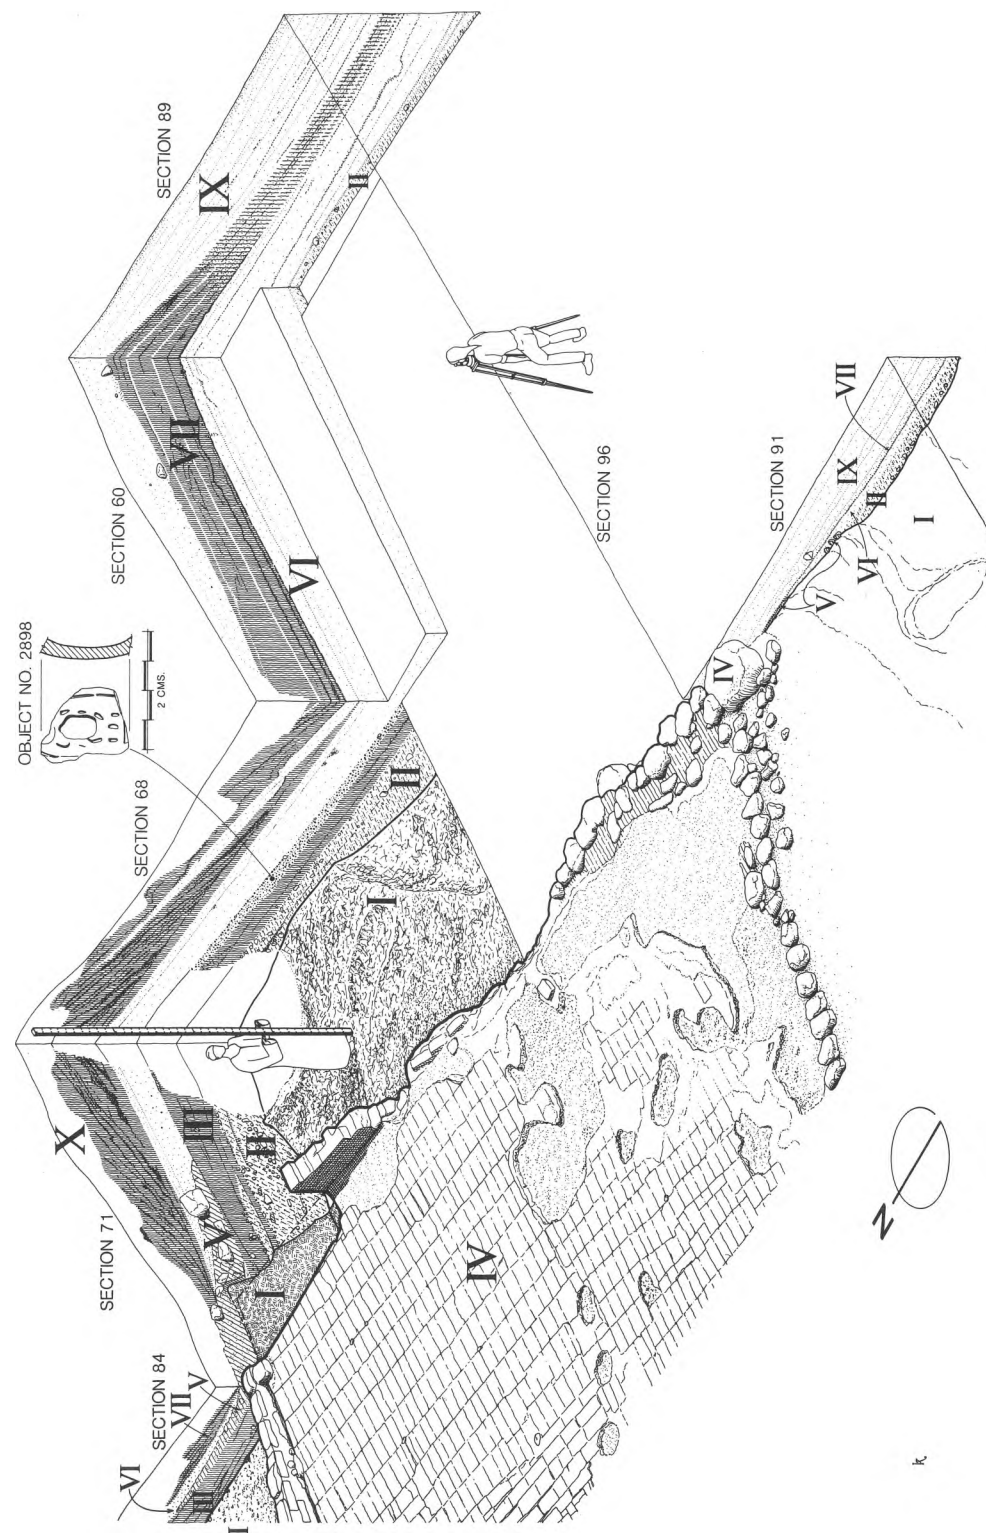 SECTION 89
IX
II
SECTION 60
VII
VI
OBJECT NO. 2898
2 CMS.
SECTION 68
II
I
SECTION 96
SECTION 91
VII
IX
II
I
VI
V
IV
X
III
II
V
I
SECTION 71
IV
SECTION 84
V
VII
VI
III
I
N